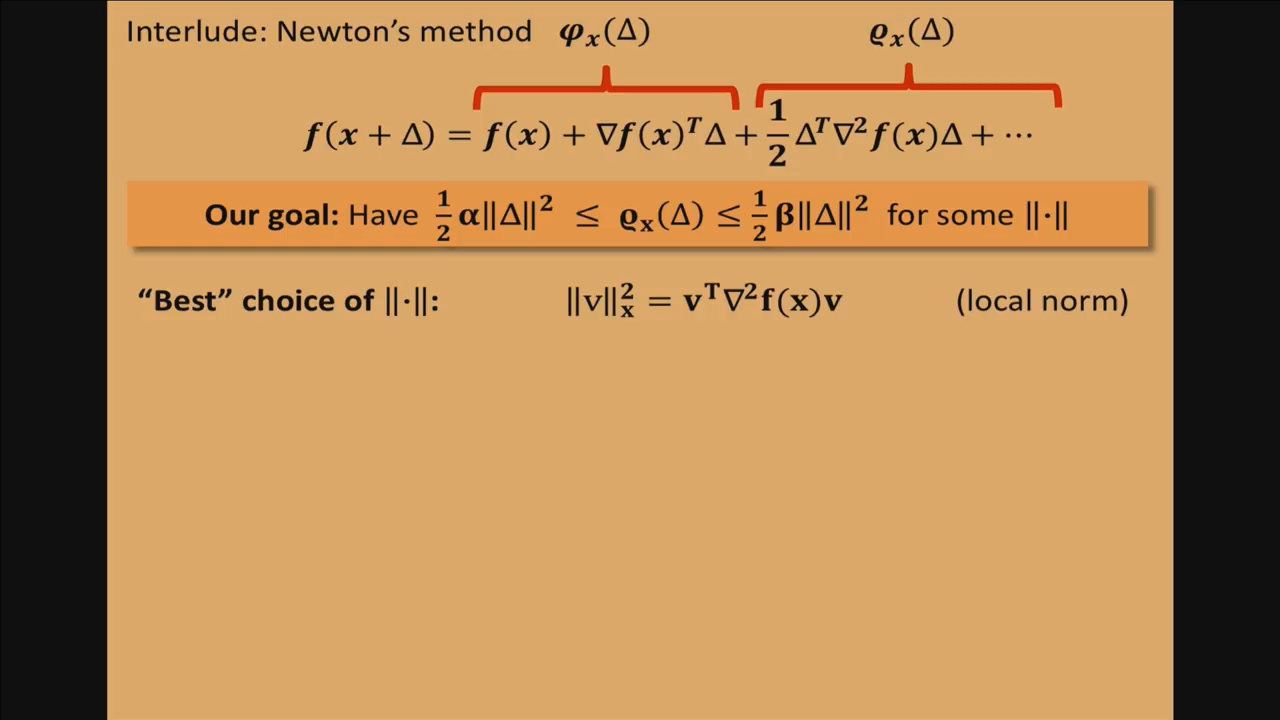 Interlude: Newton's method φₓ(Δ) ϱₓ(Δ)
f(x + Δ) = f(x) + ∇f(x)ᵀΔ + ½ Δᵀ∇²f(x)Δ + ⋯
Our goal: Have ½ α‖Δ‖² ≤ ϱₓ(Δ) ≤ ½ β‖Δ‖² for some ‖·‖
“Best” choice of ‖·‖: ‖v‖ₓ² = vᵀ∇²f(x)v (local norm)